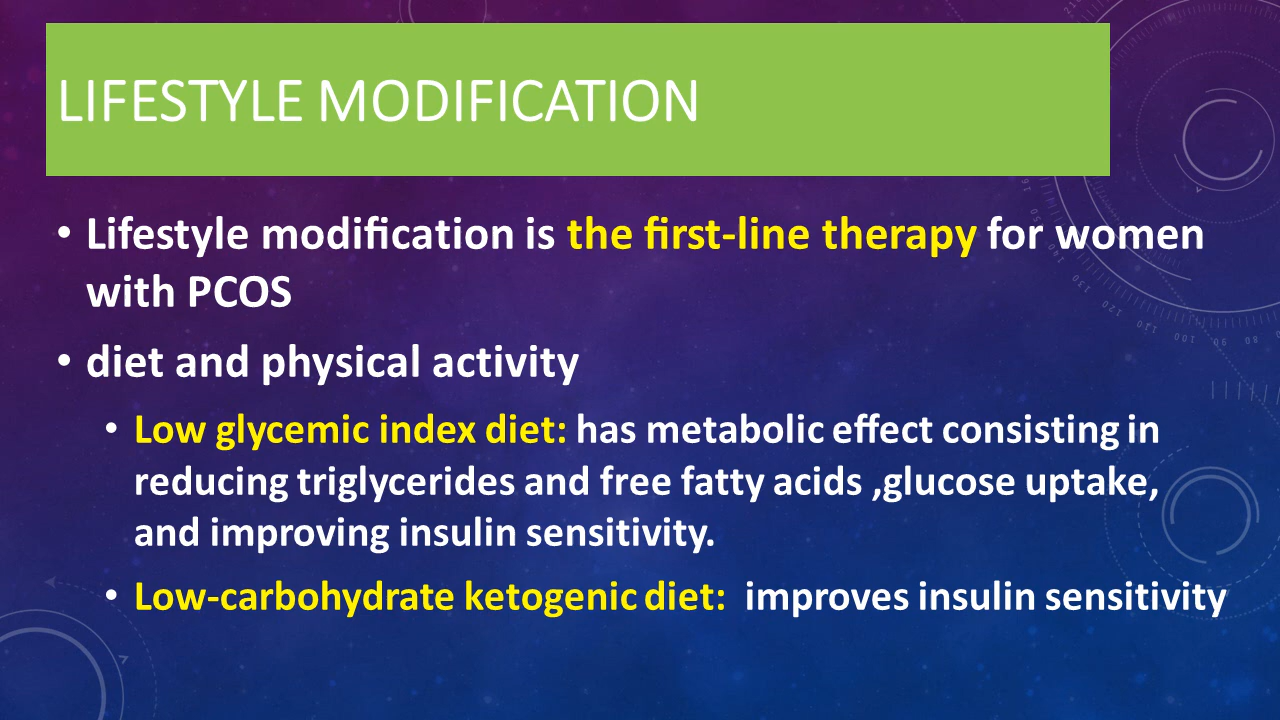 LIFESTYLE MODIFICATION
• Lifestyle modification is the first-line therapy for women
with PCOS
• diet and physical activity
• Low glycemic index diet: has metabolic effect consisting in
reducing triglycerides and free fatty acids ,glucose uptake,
and improving insulin sensitivity.
• Low-carbohydrate ketogenic diet: improves insulin sensitivity